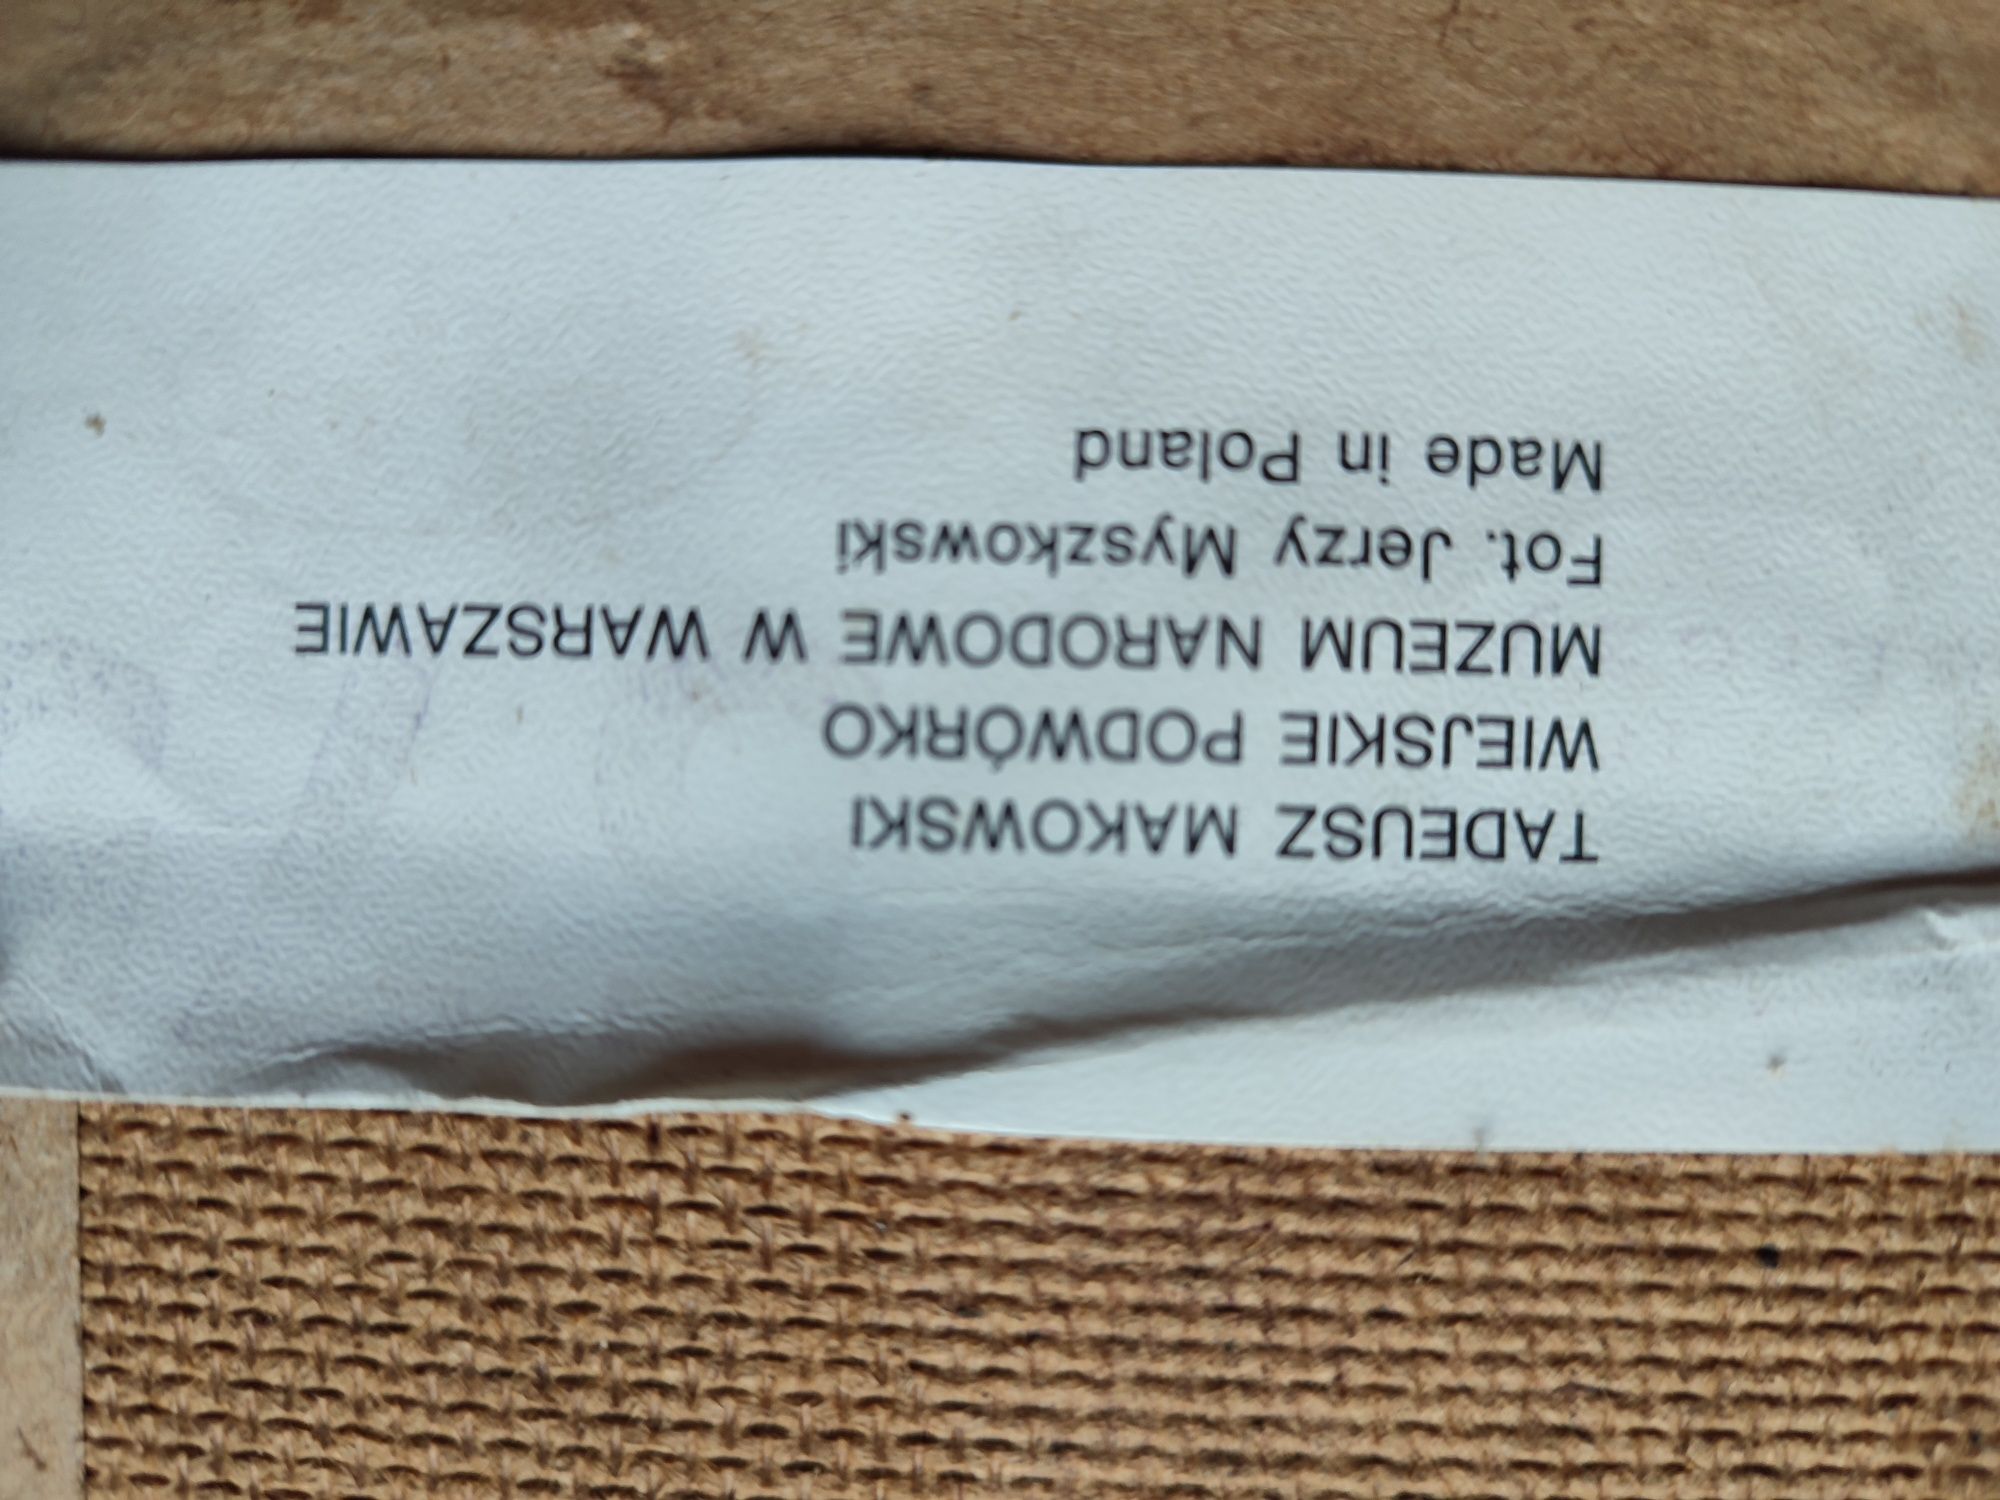 TADEUSZ MAKOWSKI
WIEJSKIE PODWÓRKO
MUZEUM NARODOWE W WARSZAWIE
Fot. Jerzy Myszkowski
Made in Poland